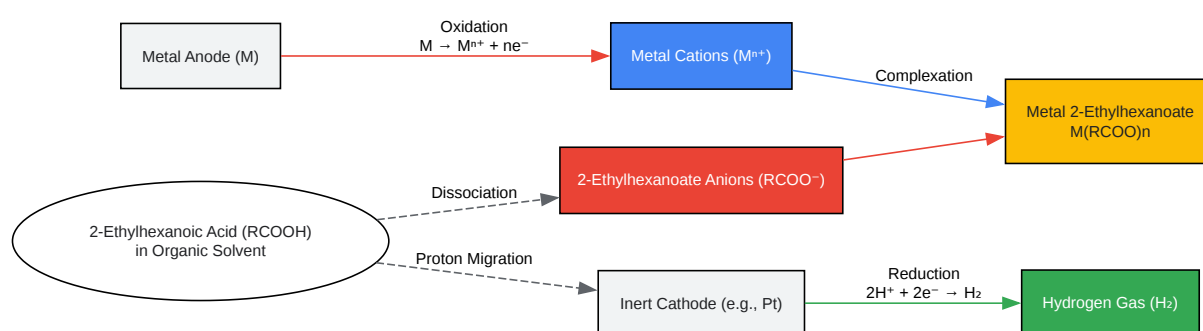 Oxidation
M → Mⁿ⁺ + ne⁻
Metal Anode (M)
Metal Cations (Mⁿ⁺)
Complexation
Metal 2-Ethylhexanoate
M(RCOO)n
2-Ethylhexanoate Anions (RCOO⁻)
Dissociation
2-Ethylhexanoic Acid (RCOOH)
in Organic Solvent
Proton Migration
Reduction
2H⁺ + 2e⁻ → H₂
Inert Cathode (e.g., Pt)
Hydrogen Gas (H₂)